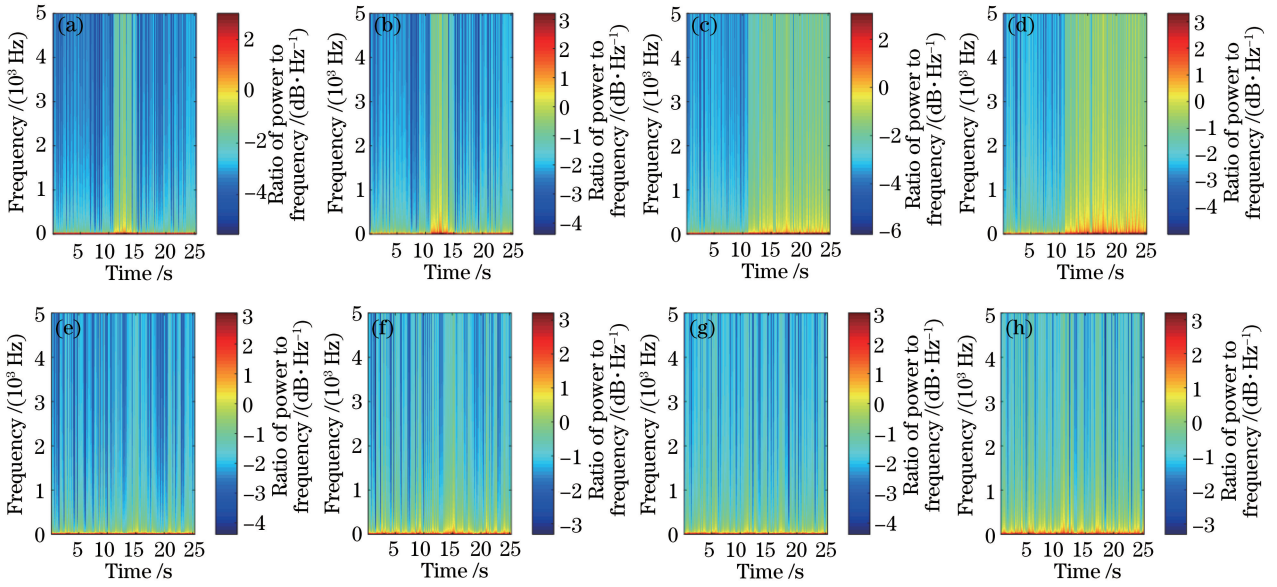 (a)
5
4
3
2
1
0
Frequency /(10³ Hz)
5 10 15 20 25
Time /s
2
0
−2
−4
Ratio of power to
frequency /(dB·Hz⁻¹)
(b)
5
4
3
2
1
0
Frequency /(10³ Hz)
5 10 15 20 25
Time /s
3
2
1
0
−1
−2
−3
−4
Ratio of power to
frequency /(dB·Hz⁻¹)
(c)
5
4
3
2
1
0
Frequency /(10³ Hz)
5 10 15 20 25
Time /s
2
0
−2
−4
−6
Ratio of power to
frequency /(dB·Hz⁻¹)
(d)
5
4
3
2
1
0
Frequency /(10³ Hz)
5 10 15 20 25
Time /s
3
2
1
0
−1
−2
−3
−4
Ratio of power to
frequency /(dB·Hz⁻¹)
(e)
5
4
3
2
1
0
Frequency /(10³ Hz)
5 10 15 20 25
Time /s
3
2
1
0
−1
−2
−3
−4
Ratio of power to
frequency /(dB·Hz⁻¹)
(f)
5
4
3
2
1
0
Frequency /(10³ Hz)
5 10 15 20 25
Time /s
3
2
1
0
−1
−2
−3
Ratio of power to
frequency /(dB·Hz⁻¹)
(g)
5
4
3
2
1
0
Frequency /(10³ Hz)
5 10 15 20 25
Time /s
3
2
1
0
−1
−2
−3
−4
Ratio of power to
frequency /(dB·Hz⁻¹)
(h)
5
4
3
2
1
0
Frequency /(10³ Hz)
5 10 15 20 25
Time /s
3
2
1
0
−1
−2
−3
Ratio of power to
frequency /(dB·Hz⁻¹)